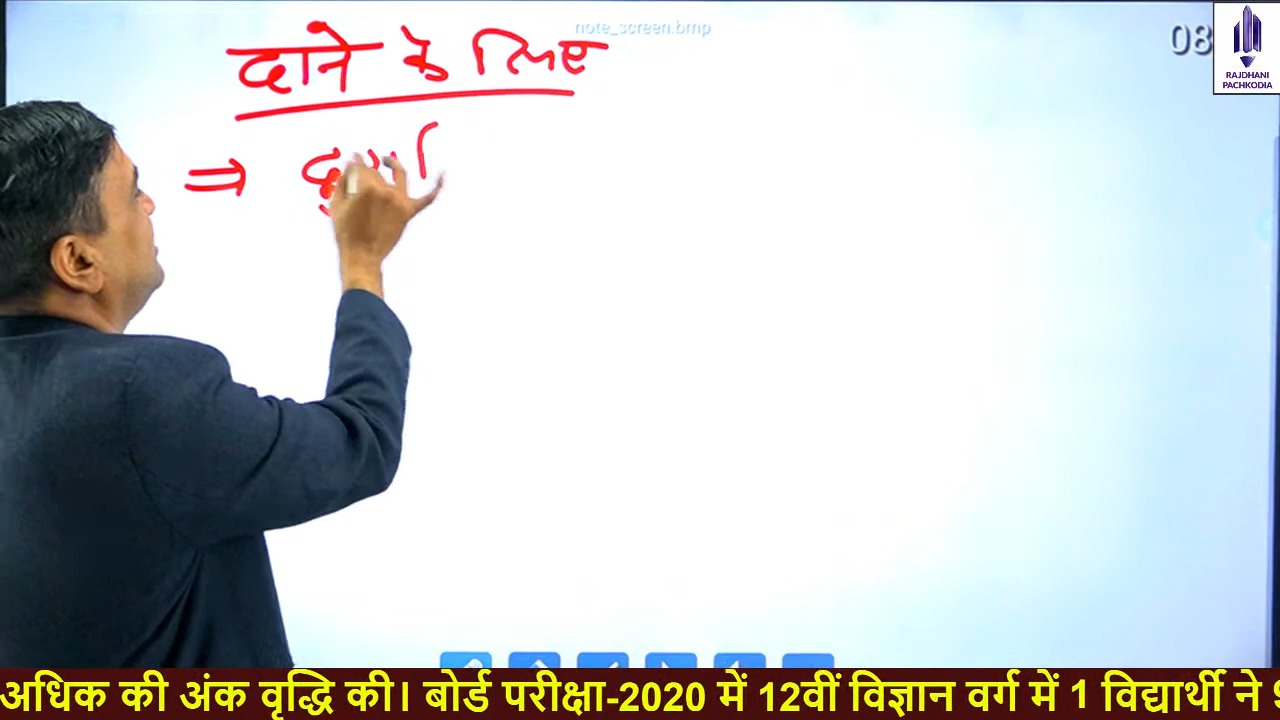 note_screen.bmp
08
RAJDHANI
PACHKODIA
दाने के लिए
⇒
अधिक की अंक वृद्धि की। बोर्ड परीक्षा-2020 में 12वीं विज्ञान वर्ग में 1 विद्यार्थी ने